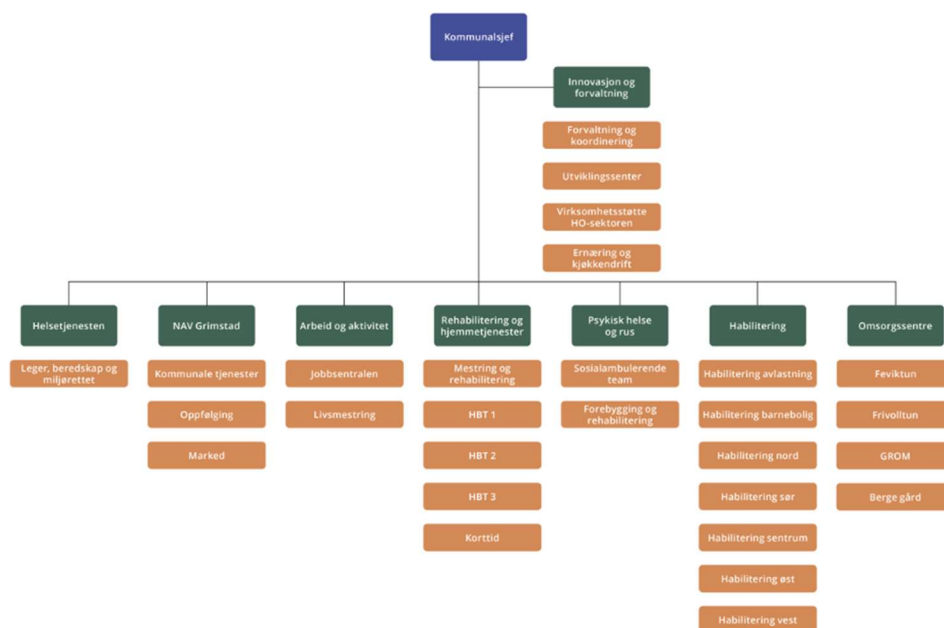 Kommunalsjef
Innovasjon og
forvaltning
Forvaltning og
koordinering
Utviklingssenter
Virksomhetsstøtte
HO-sektoren
Ernæring og
kjøkkendrift
Helsetjenesten
Leger, beredskap og
miljørettet
NAV Grimstad
Kommunale tjenester
Oppfølging
Marked
Arbeid og aktivitet
Jobbsentralen
Livsmestring
Rehabilitering og
hjemmetjenester
Mestring og
rehabilitering
HBT 1
HBT 2
HBT 3
Korttid
Psykisk helse
og rus
Sosialambulerende
team
Forebygging og
rehabilitering
Habilitering
Habilitering avlastning
Habilitering barnebolig
Habilitering nord
Habilitering sør
Habilitering sentrum
Habilitering øst
Habilitering vest
Omsorgssentre
Feviktun
Frivolltun
GROM
Berge gård